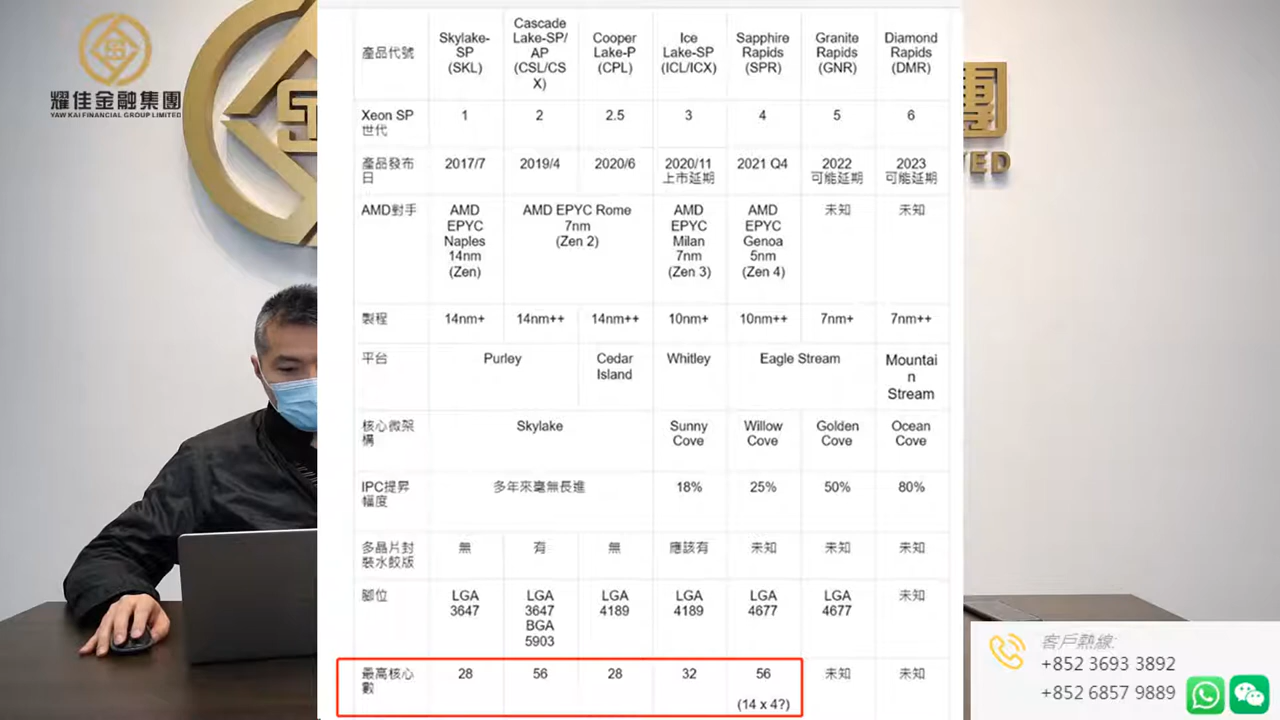 耀佳金融集團
YAW KAI FINANCIAL GROUP LIMITED
團
ED
產品代號
Skylake-
SP
(SKL)
Cascade
Lake-SP/
AP
(CSL/CS
X)
Cooper
Lake-P
(CPL)
Ice
Lake-SP
(ICL/ICX)
Sapphire
Rapids
(SPR)
Granite
Rapids
(GNR)
Diamond
Rapids
(DMR)
Xeon SP
世代
1
2
2.5
3
4
5
6
產品發布
日
2017/7
2019/4
2020/6
2020/11
上市延期
2021 Q4
2022
可能延期
2023
可能延期
AMD對手
AMD
EPYC
Naples
14nm
(Zen)
AMD EPYC Rome
7nm
(Zen 2)
AMD
EPYC
Milan
7nm
(Zen 3)
AMD
EPYC
Genoa
5nm
(Zen 4)
未知
未知
製程
14nm+
14nm++
14nm++
10nm+
10nm++
7nm+
7nm++
平台
Purley
Cedar
Island
Whitley
Eagle Stream
Mountai
n
Stream
核心微架
構
Skylake
Sunny
Cove
Willow
Cove
Golden
Cove
Ocean
Cove
IPC提昇
幅度
多年來毫無長進
18%
25%
50%
80%
多晶片封
裝水餃版
無
有
無
應該有
未知
未知
未知
腳位
LGA
3647
LGA
3647
BGA
5903
LGA
4189
LGA
4189
LGA
4677
LGA
4677
未知
最高核心
數
28
56
28
32
56
(14 x 4?)
未知
未知
客戶熱線:
+852 3693 3892
+852 6857 9889